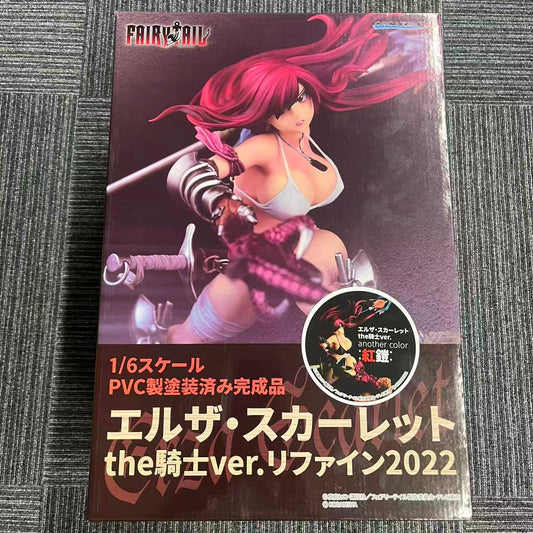 FAIRY TAIL
エルザ・スカーレット
the騎士ver.
another color
:紅鎧:
1/6スケール
PVC製塗装済み完成品
エルザ・スカーレット
the騎士ver.リファイン2022